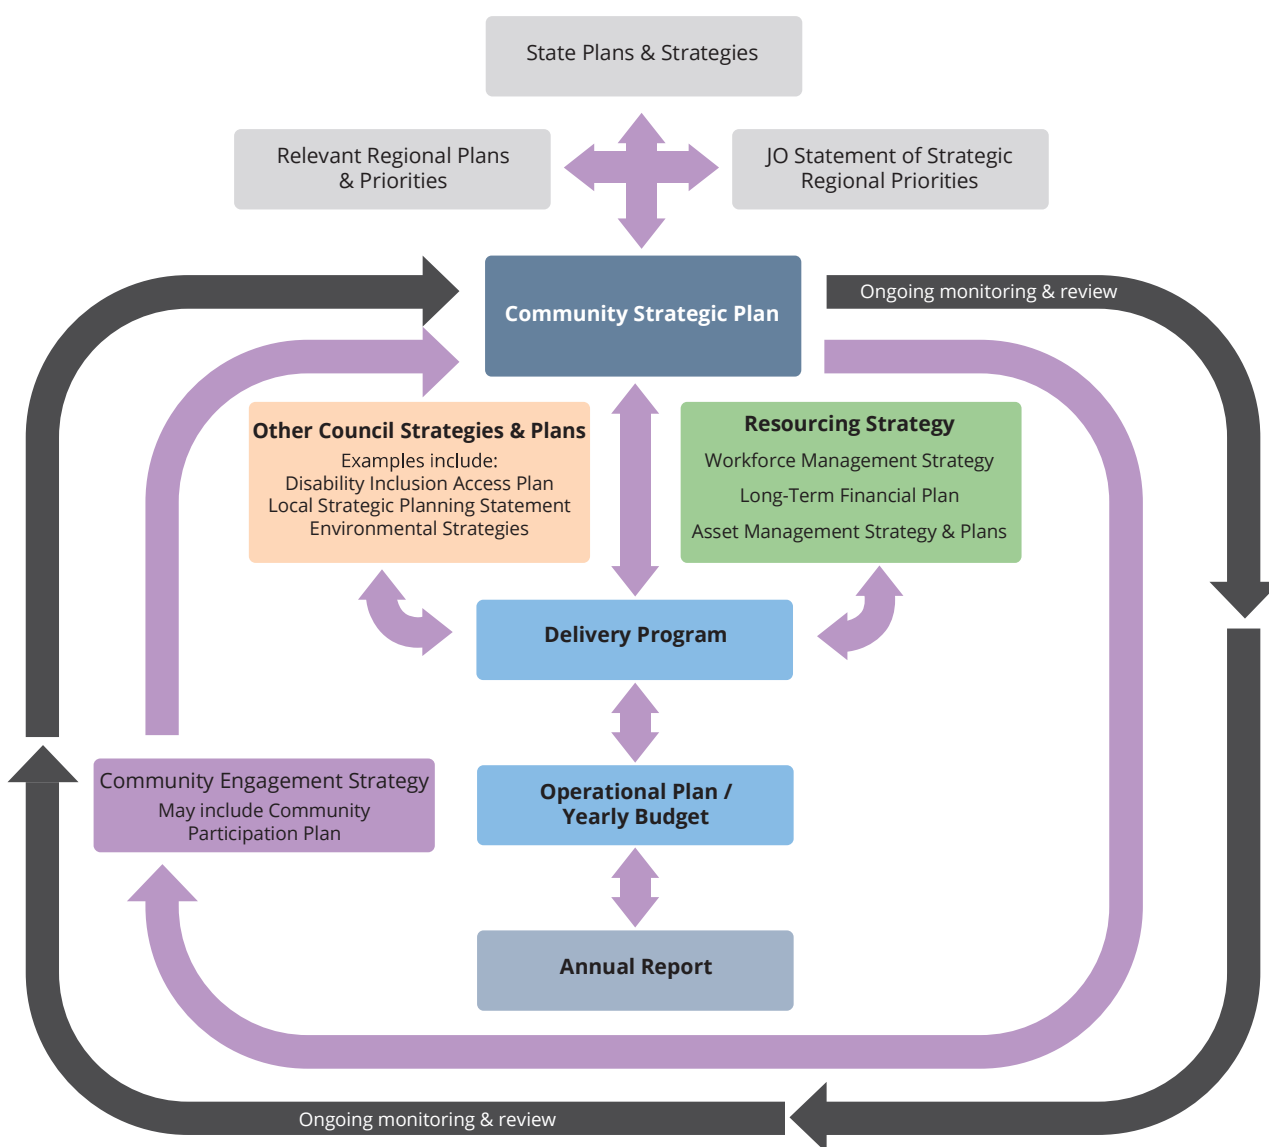 State Plans & Strategies
Relevant Regional Plans
& Priorities
JO Statement of Strategic
Regional Priorities
Community Strategic Plan
Ongoing monitoring & review
Other Council Strategies & Plans
Examples include:
Disability Inclusion Access Plan
Local Strategic Planning Statement
Environmental Strategies
Resourcing Strategy
Workforce Management Strategy
Long-Term Financial Plan
Asset Management Strategy & Plans
Delivery Program
Community Engagement Strategy
May include Community
Participation Plan
Operational Plan /
Yearly Budget
Annual Report
Ongoing monitoring & review